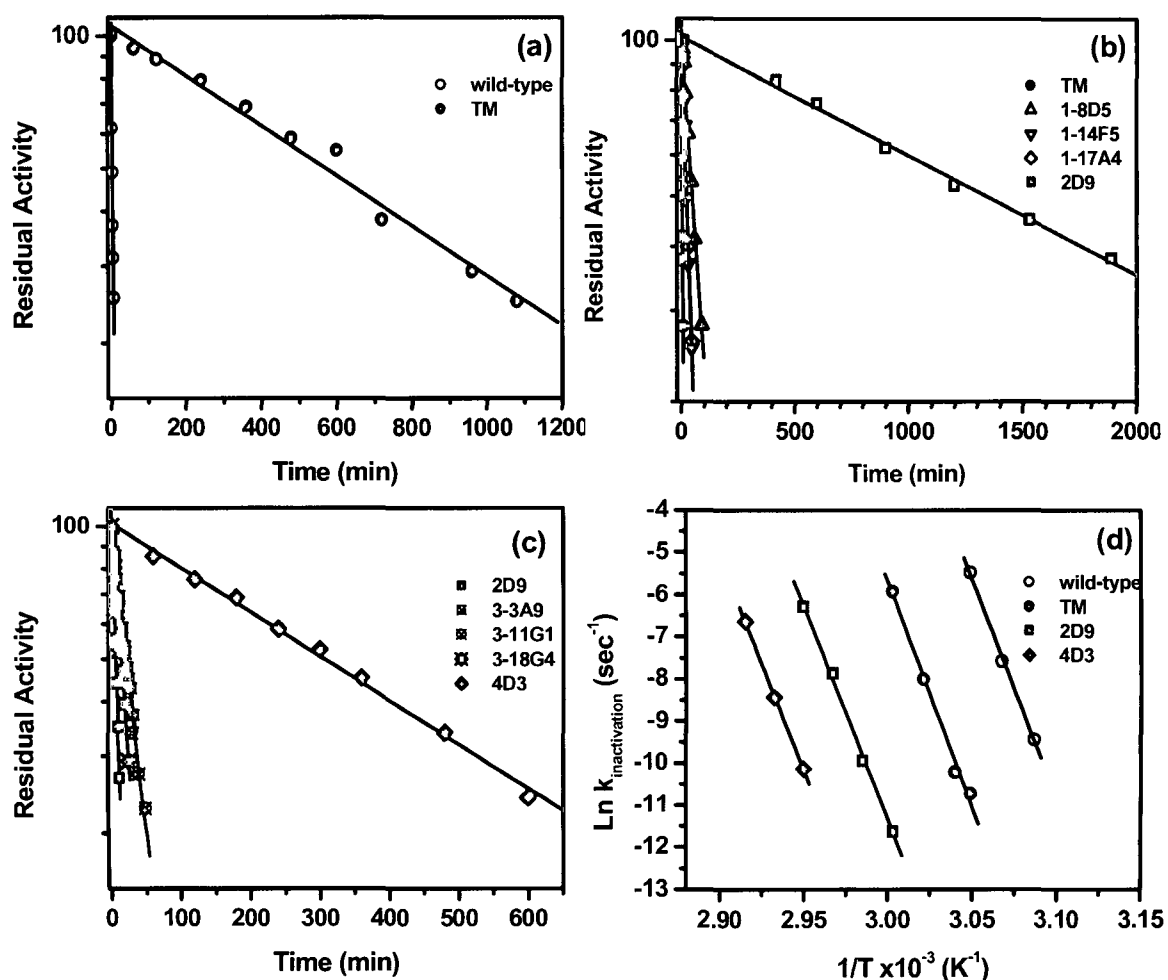 (a)
100
wild-type
TM
Residual Activity
0 200 400 600 800 1000 1200
Time (min)
(b)
100
TM
1-8D5
1-14F5
1-17A4
2D9
Residual Activity
0 500 1000 1500 2000
Time (min)
(c)
100
2D9
3-3A9
3-11G1
3-18G4
4D3
Residual Activity
0 100 200 300 400 500 600
Time (min)
(d)
-4
-5
-6
-7
-8
-9
-10
-11
-12
-13
wild-type
TM
2D9
4D3
Ln k inactivation (sec⁻¹)
2.90 2.95 3.00 3.05 3.10 3.15
1/T x10⁻³ (K⁻¹)